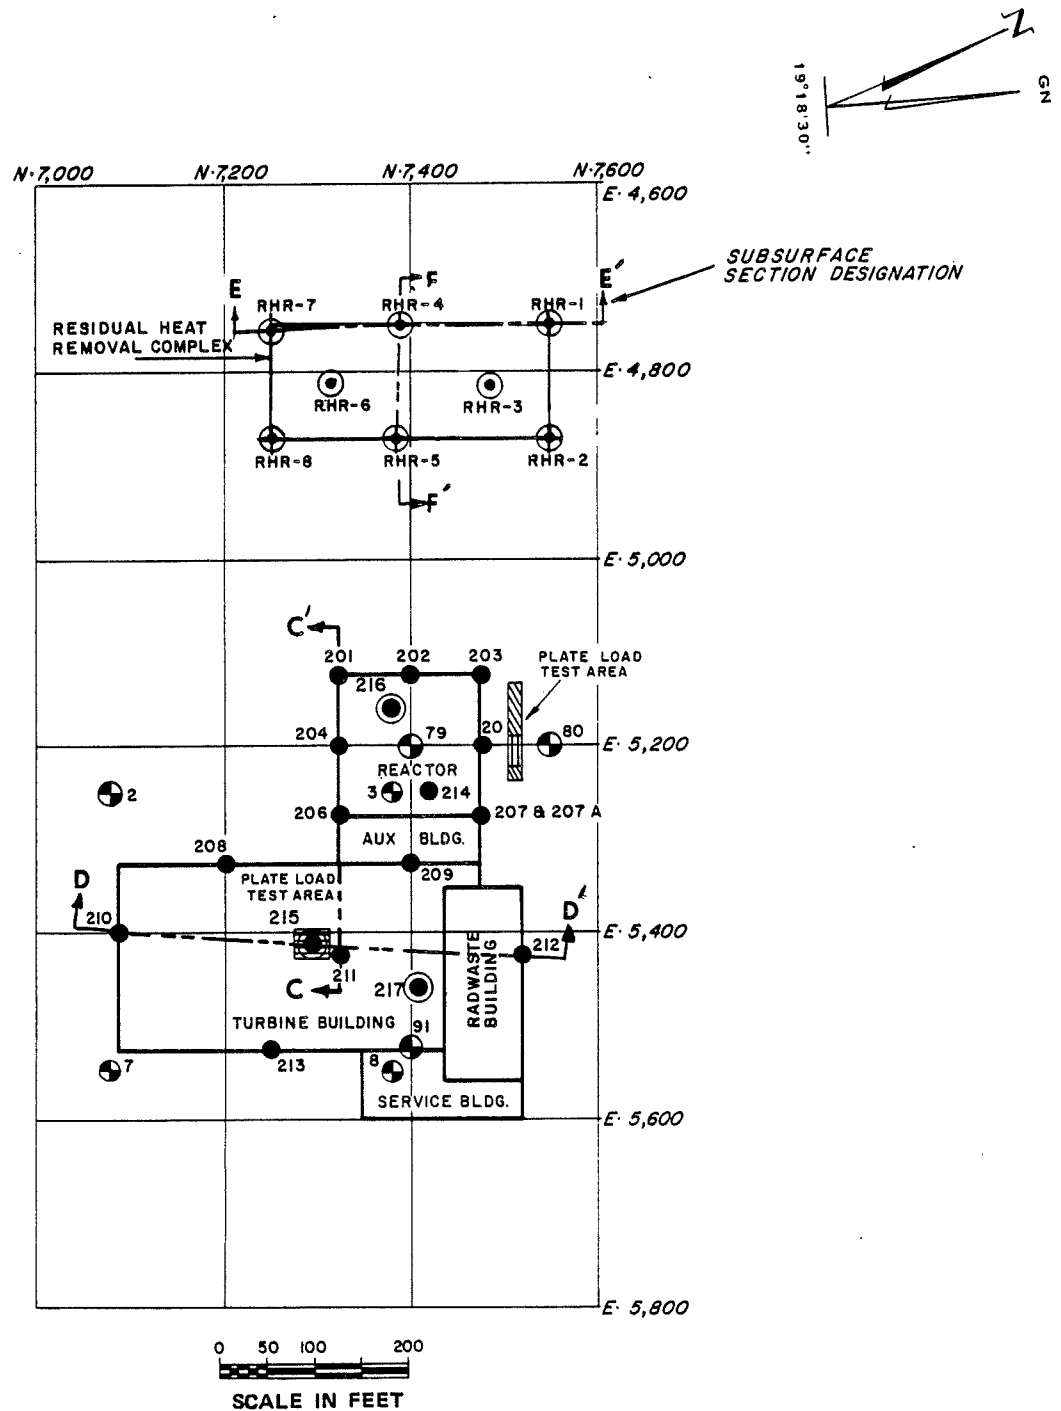 Z
GN
19°18'30"
N·7,000 N·7,200 N·7,400 N·7,600
E·4,600
SUBSURFACE
SECTION DESIGNATION
E F E'
RHR-7 RHR-4 RHR-1
RESIDUAL HEAT
REMOVAL COMPLEX
E·4,800
RHR-6 RHR-3
RHR-8 RHR-5 RHR-2
F'
E·5,000
C'
201 202 203
PLATE LOAD
TEST AREA
216
204 79 20 80
E·5,200
REACTOR
2 3 214
206 207 & 207 A
AUX BLDG.
208
209
PLATE LOAD
TEST AREA
D D'
210 215 212
E·5,400
211
RADWASTE
BUILDING
C 217
TURBINE BUILDING
91
7 213 8
SERVICE BLDG.
E·5,600
E·5,800
0 50 100 200
SCALE IN FEET